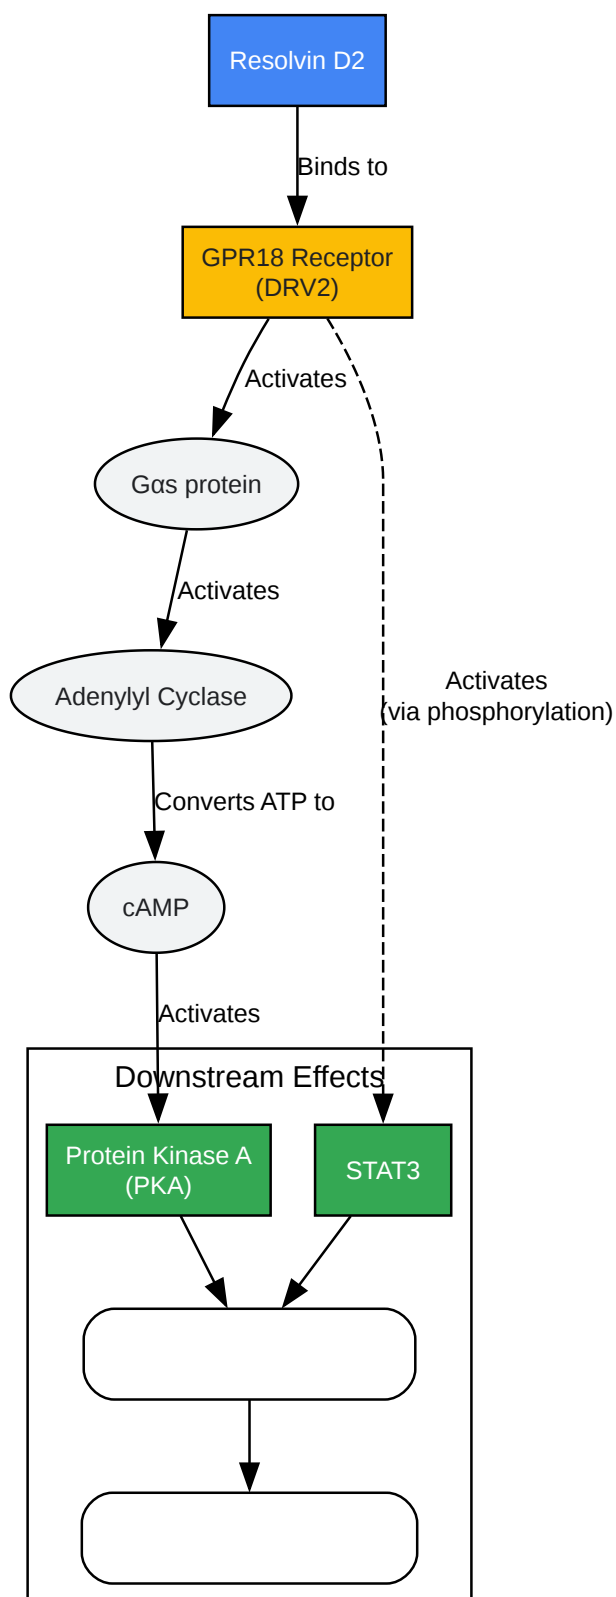 Resolvin D2
Binds to
GPR18 Receptor
(DRV2)
Activates
Gαs protein
Activates
Adenylyl Cyclase
Activates
(via phosphorylation)
Converts ATP to
cAMP
Activates
Downstream Effects
Protein Kinase A
(PKA)
STAT3